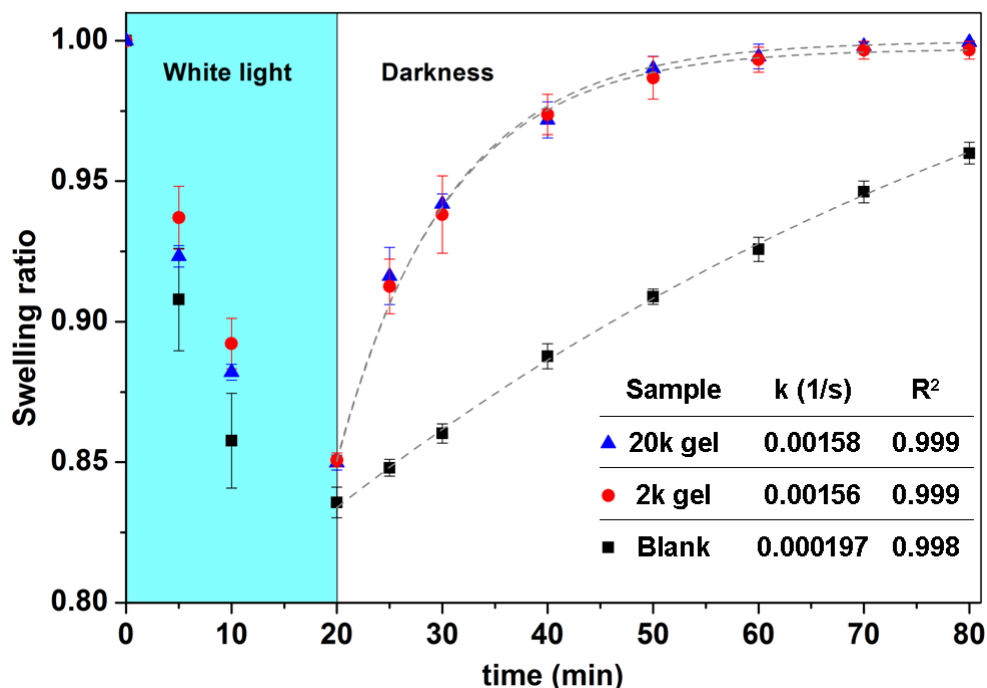 1.00
0.95
0.90
0.85
0.80
Swelling ratio
White light
Darkness
Sample k (1/s) R²
20k gel 0.00158 0.999
2k gel 0.00156 0.999
Blank 0.000197 0.998
0 10 20 30 40 50 60 70 80
time (min)